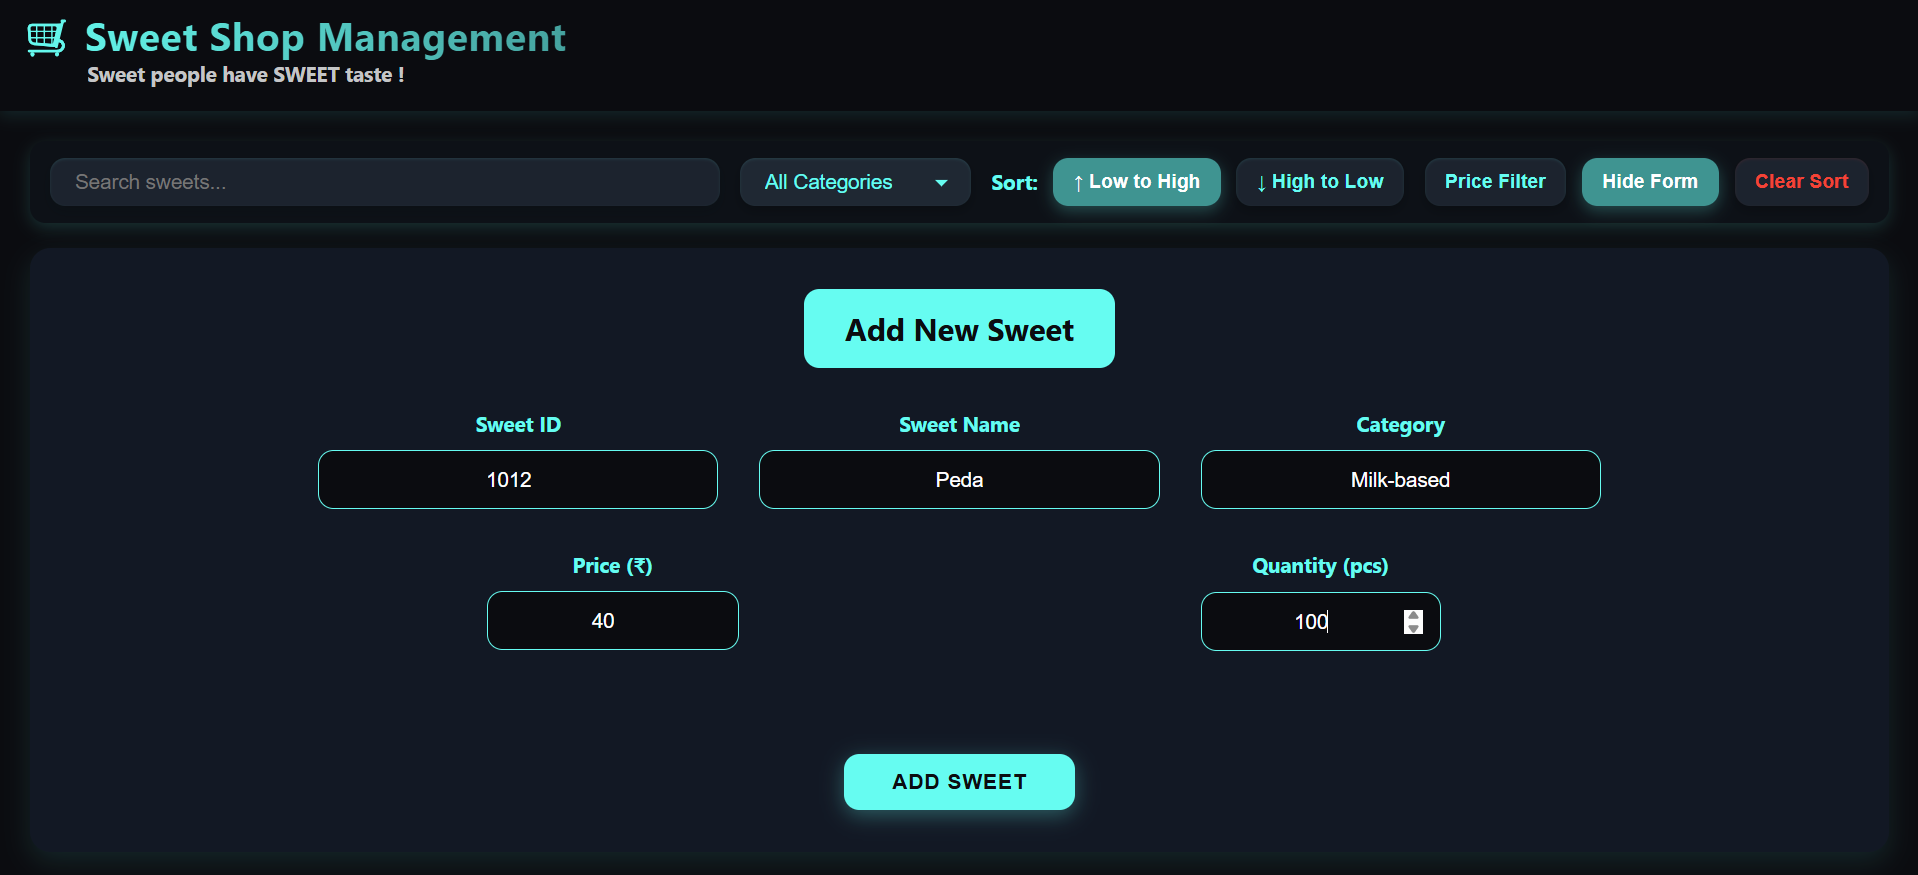 Sweet Shop Management
Sweet people have SWEET taste !
Search sweets...
All Categories
Sort:
↑ Low to High
↓ High to Low
Price Filter
Hide Form
Clear Sort
Add New Sweet
Sweet ID
Sweet Name
Category
1012
Peda
Milk-based
Price (₹)
Quantity (pcs)
40
100
ADD SWEET